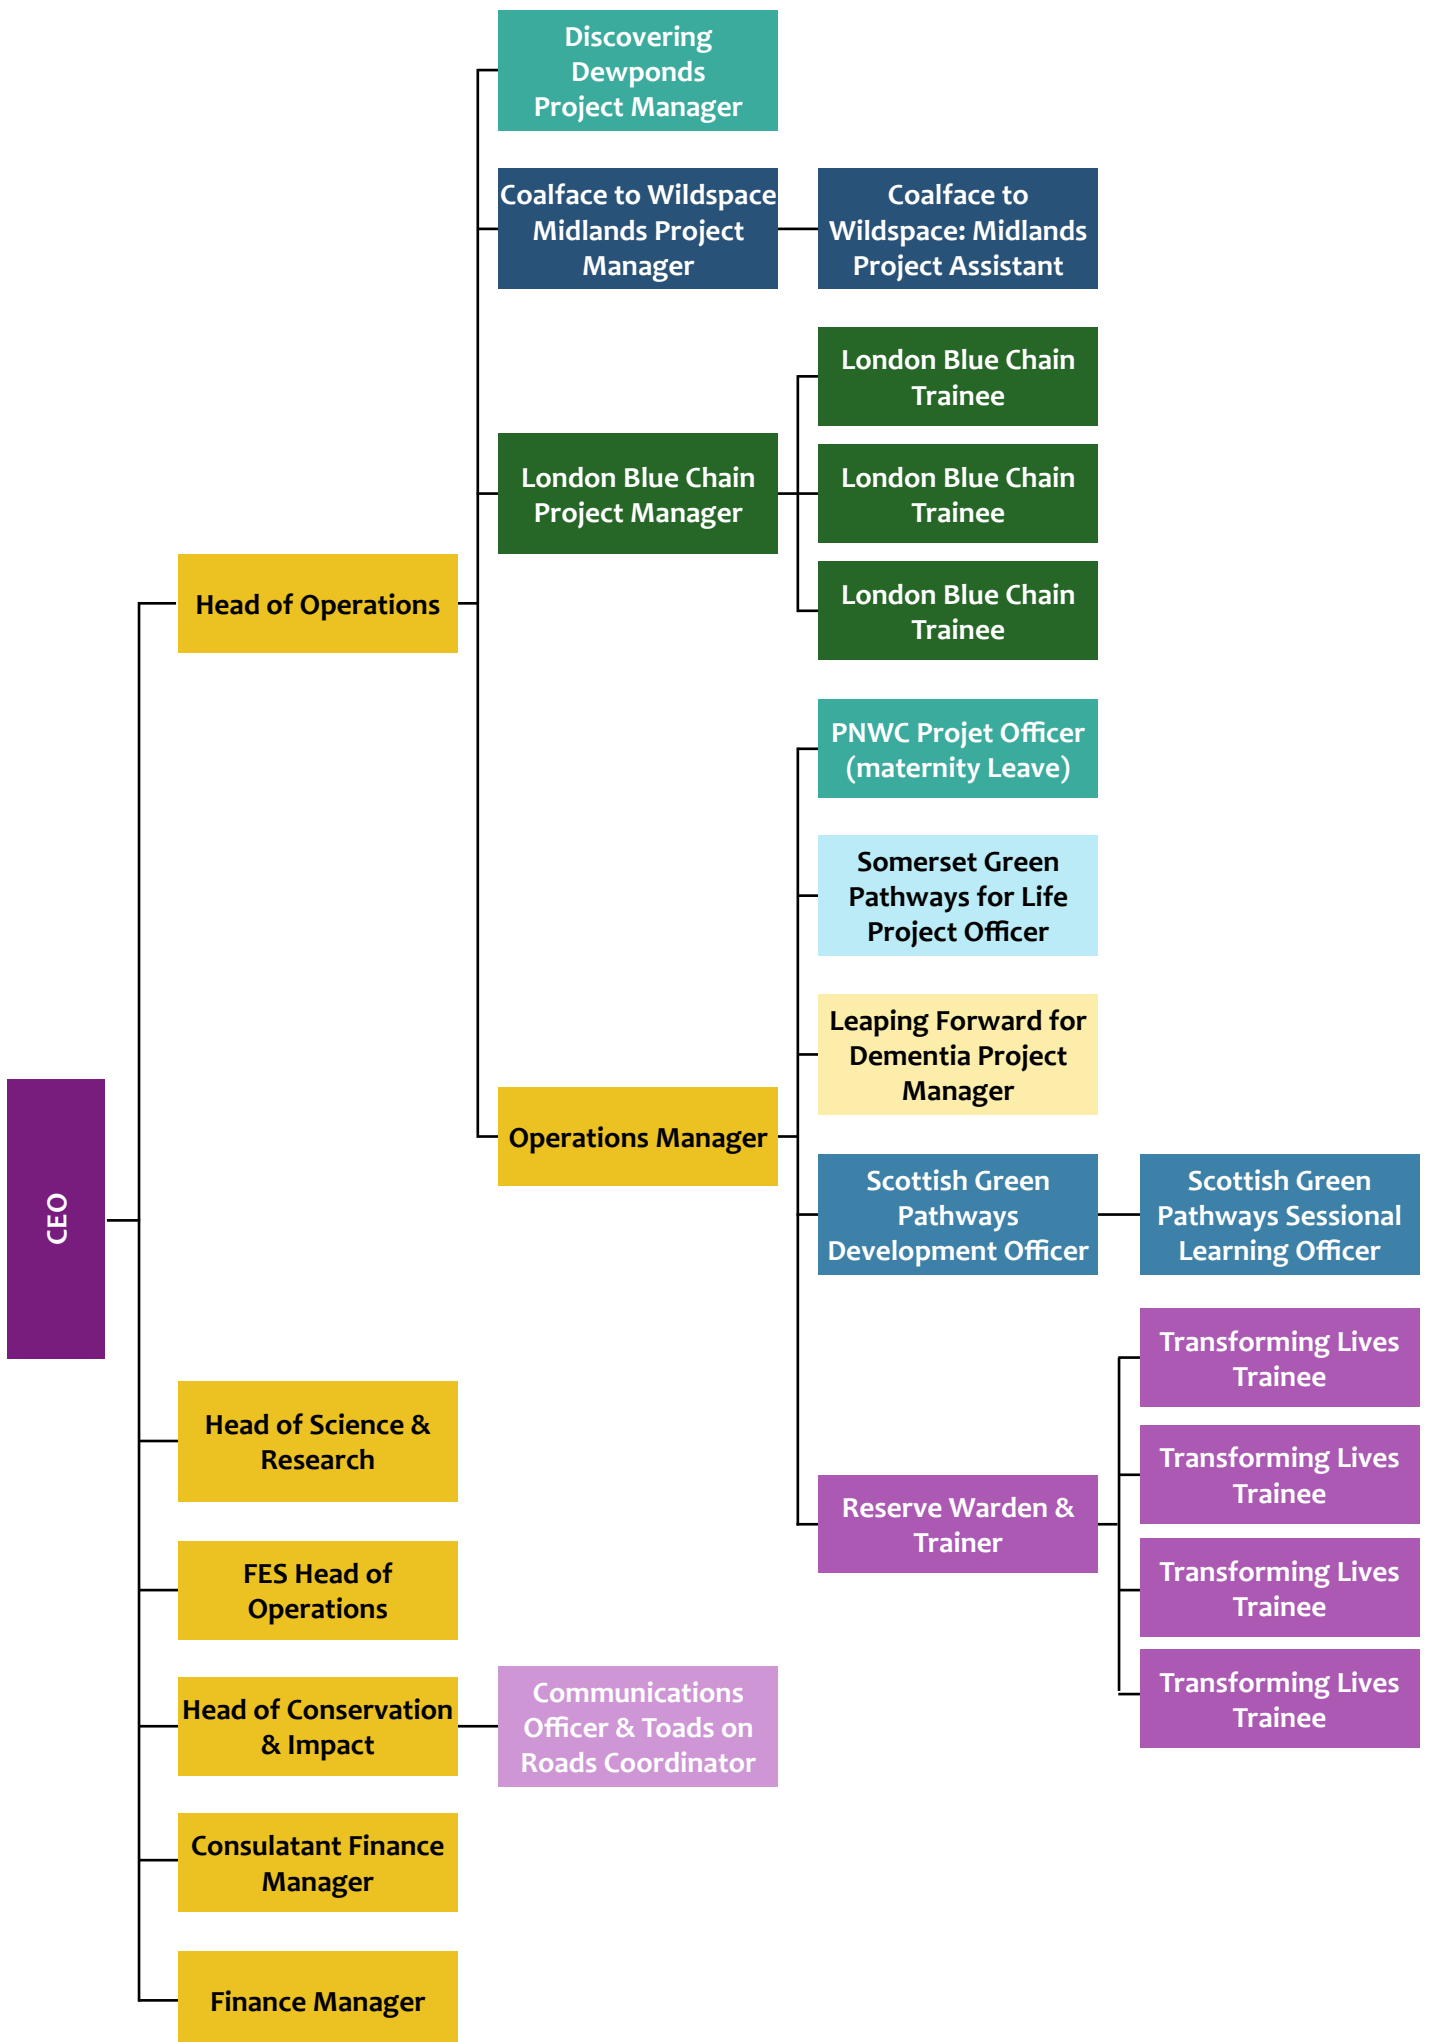 Discovering
Dewponds
Project Manager
Coalface to Wildspace
Midlands Project
Manager
Coalface to
Wildspace: Midlands
Project Assistant
London Blue Chain
Trainee
London Blue Chain
Project Manager
London Blue Chain
Trainee
London Blue Chain
Trainee
Head of Operations
PNWC Projet Officer
(maternity Leave)
Somerset Green
Pathways for Life
Project Officer
Leaping Forward for
Dementia Project
Manager
Operations Manager
Scottish Green
Pathways
Development Officer
Scottish Green
Pathways Sessional
Learning Officer
CEO
Transforming Lives
Trainee
Head of Science &
Research
Transforming Lives
Trainee
Reserve Warden &
Trainer
FES Head of
Operations
Transforming Lives
Trainee
Head of Conservation
& Impact
Communications
Officer & Toads on
Roads Coordinator
Transforming Lives
Trainee
Consulatant Finance
Manager
Finance Manager